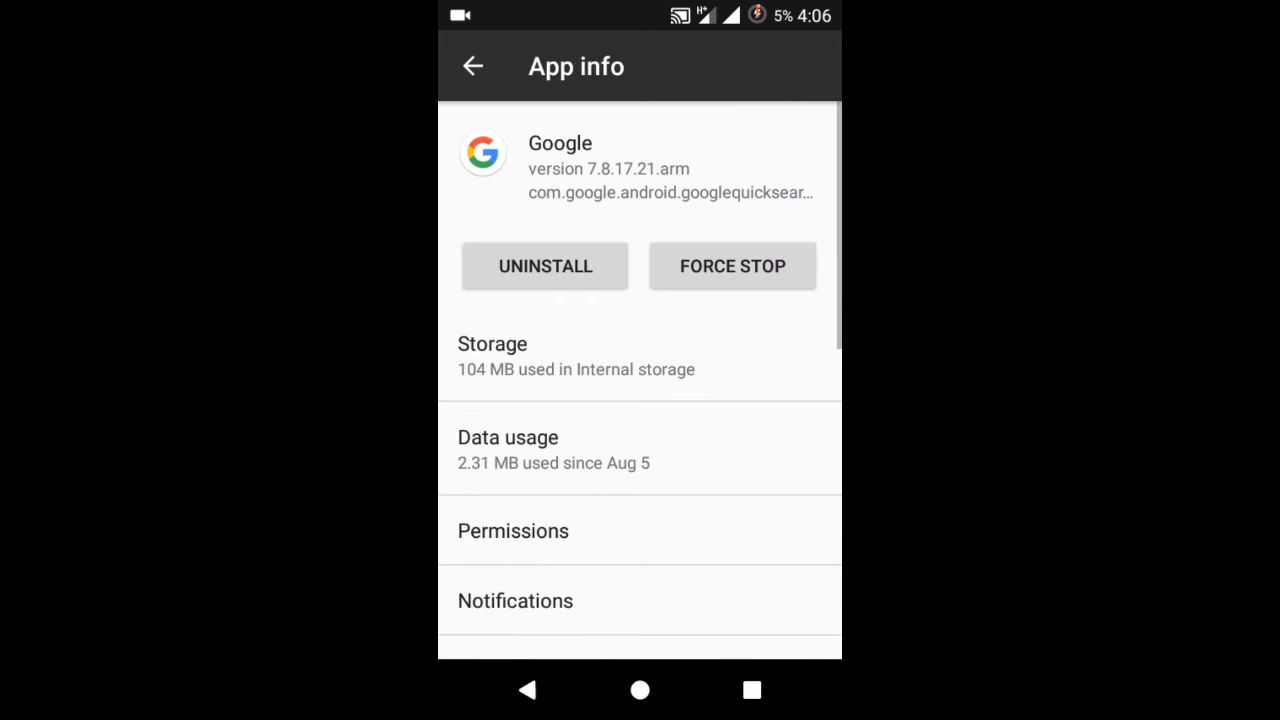 H+ 5% 4:06
App info
Google
version 7.8.17.21.arm
com.google.android.googlequicksear...
UNINSTALL FORCE STOP
Storage
104 MB used in Internal storage
Data usage
2.31 MB used since Aug 5
Permissions
Notifications